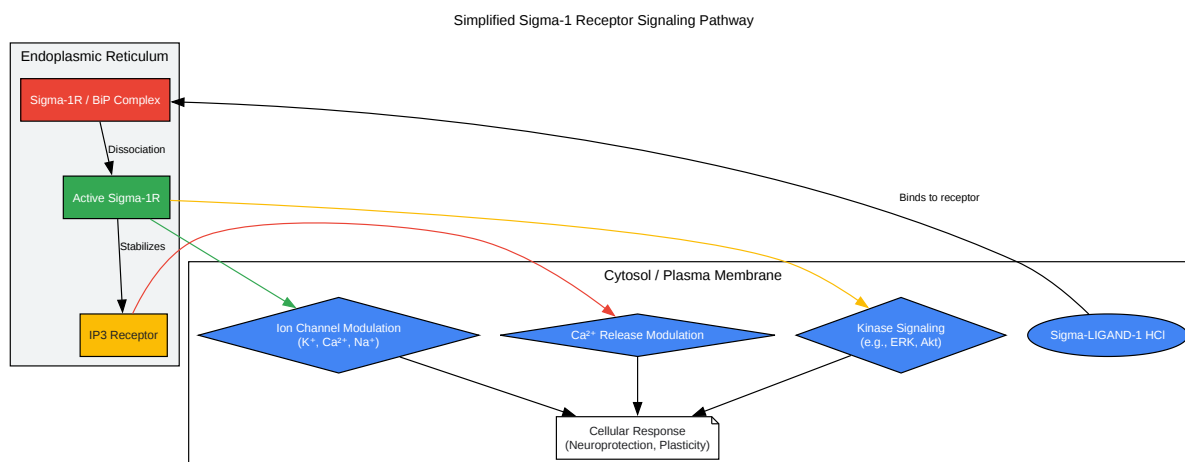 Simplified Sigma-1 Receptor Signaling Pathway
Endoplasmic Reticulum
Sigma-1R / BiP Complex
Dissociation
Active Sigma-1R
Binds to receptor
Stabilizes
Cytosol / Plasma Membrane
IP3 Receptor
Ion Channel Modulation
(K⁺, Ca²⁺, Na⁺)
Ca²⁺ Release Modulation
Kinase Signaling
(e.g., ERK, Akt)
Sigma-LIGAND-1 HCl
Cellular Response
(Neuroprotection, Plasticity)